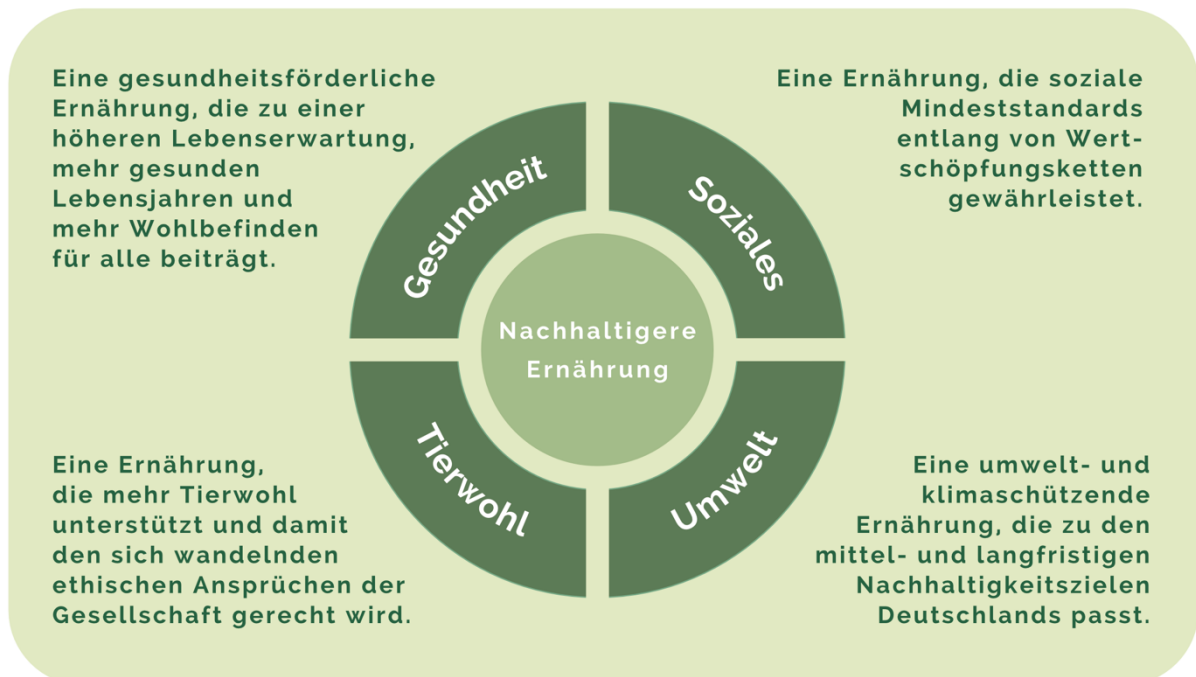 Eine gesundheitsförderliche
Ernährung, die zu einer
höheren Lebenserwartung,
mehr gesunden
Lebensjahren und
mehr Wohlbefinden
für alle beiträgt.
Eine Ernährung, die soziale
Mindeststandards
entlang von Wert-
schöpfungsketten
gewährleistet.
Gesundheit
Soziales
Nachhaltigere
Ernährung
Tierwohl
Umwelt
Eine Ernährung,
die mehr Tierwohl
unterstützt und damit
den sich wandelnden
ethischen Ansprüchen der
Gesellschaft gerecht wird.
Eine umwelt- und
klimaschützende
Ernährung, die zu den
mittel- und langfristigen
Nachhaltigkeitszielen
Deutschlands passt.